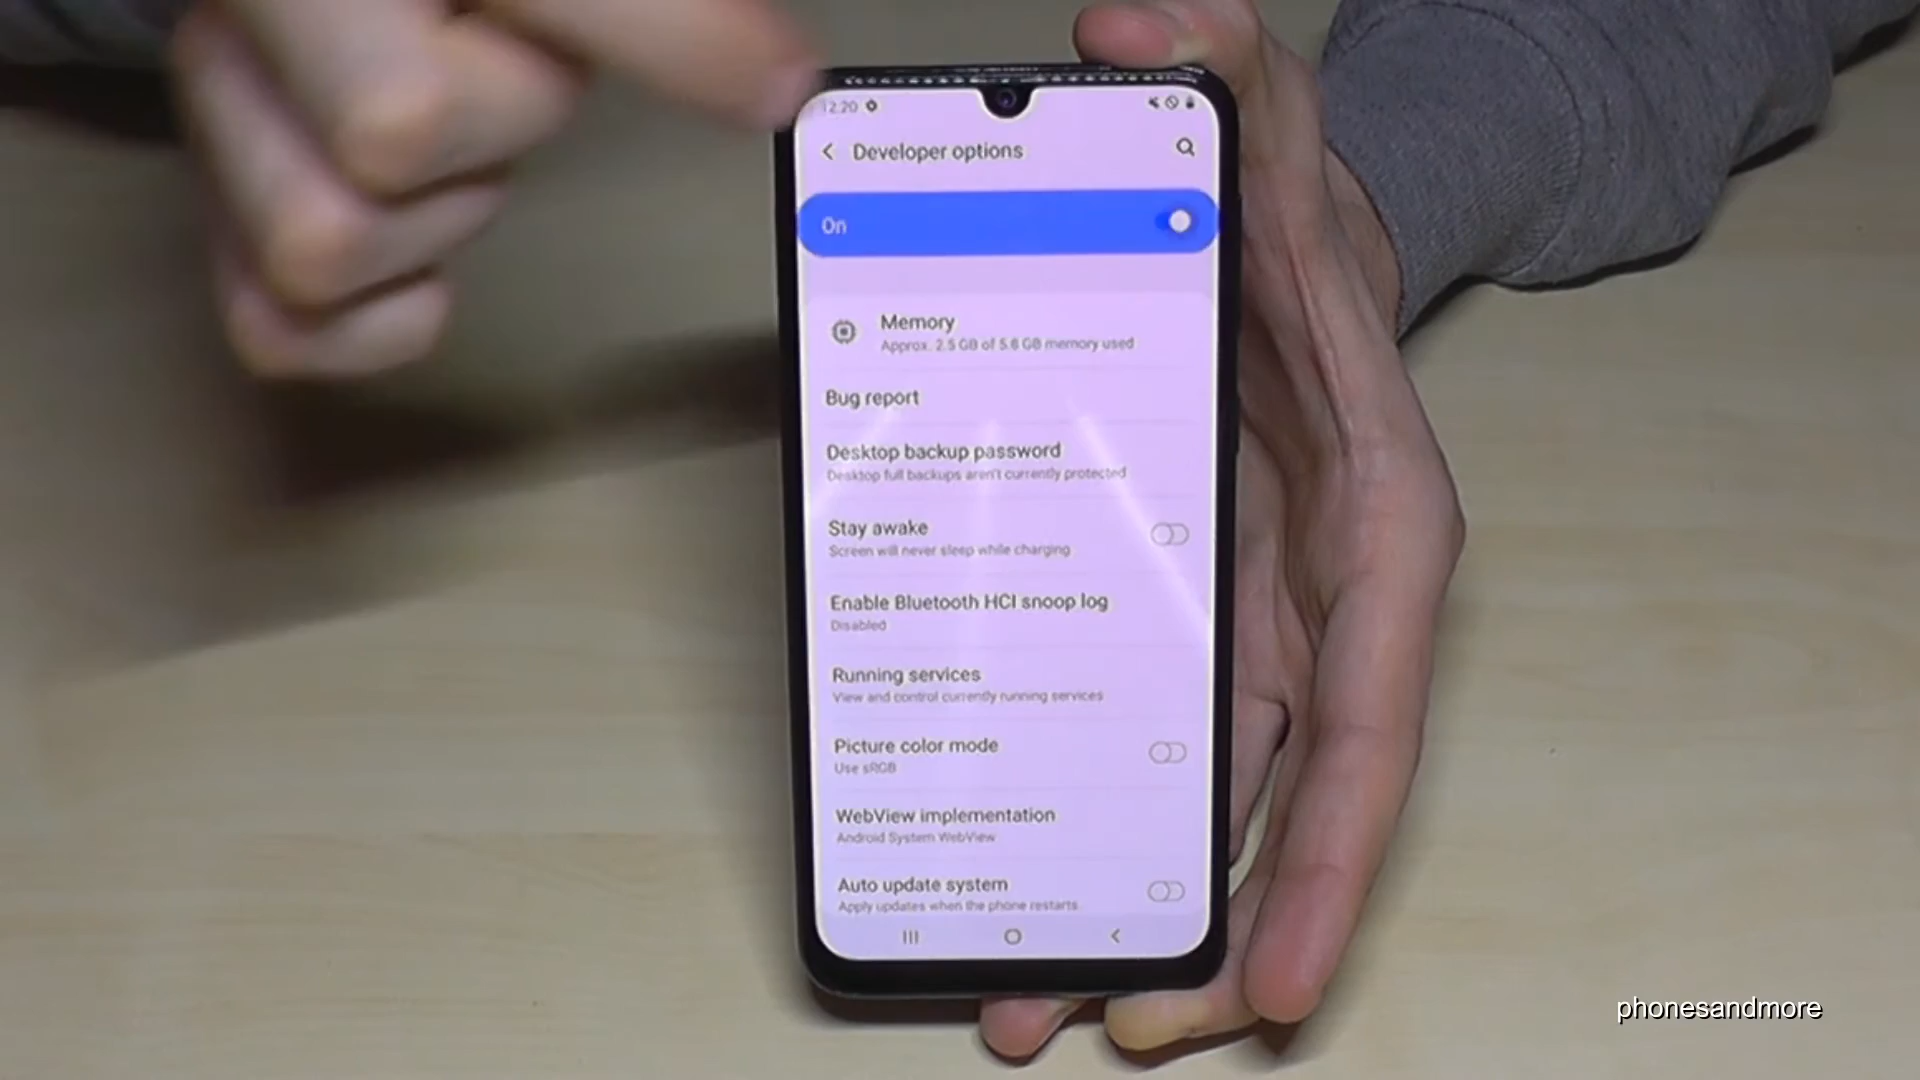 12:20
Developer options
On
Memory
Approx. 2.5 GB of 5.6 GB memory used
Bug report
Desktop backup password
Desktop full backups aren't currently protected
Stay awake
Screen will never sleep while charging
Enable Bluetooth HCI snoop log
Disabled
Running services
View and control currently running services
Picture color mode
Use sRGB
WebView implementation
Android System WebView
Auto update system
Apply updates when the phone restarts
phonesandmore